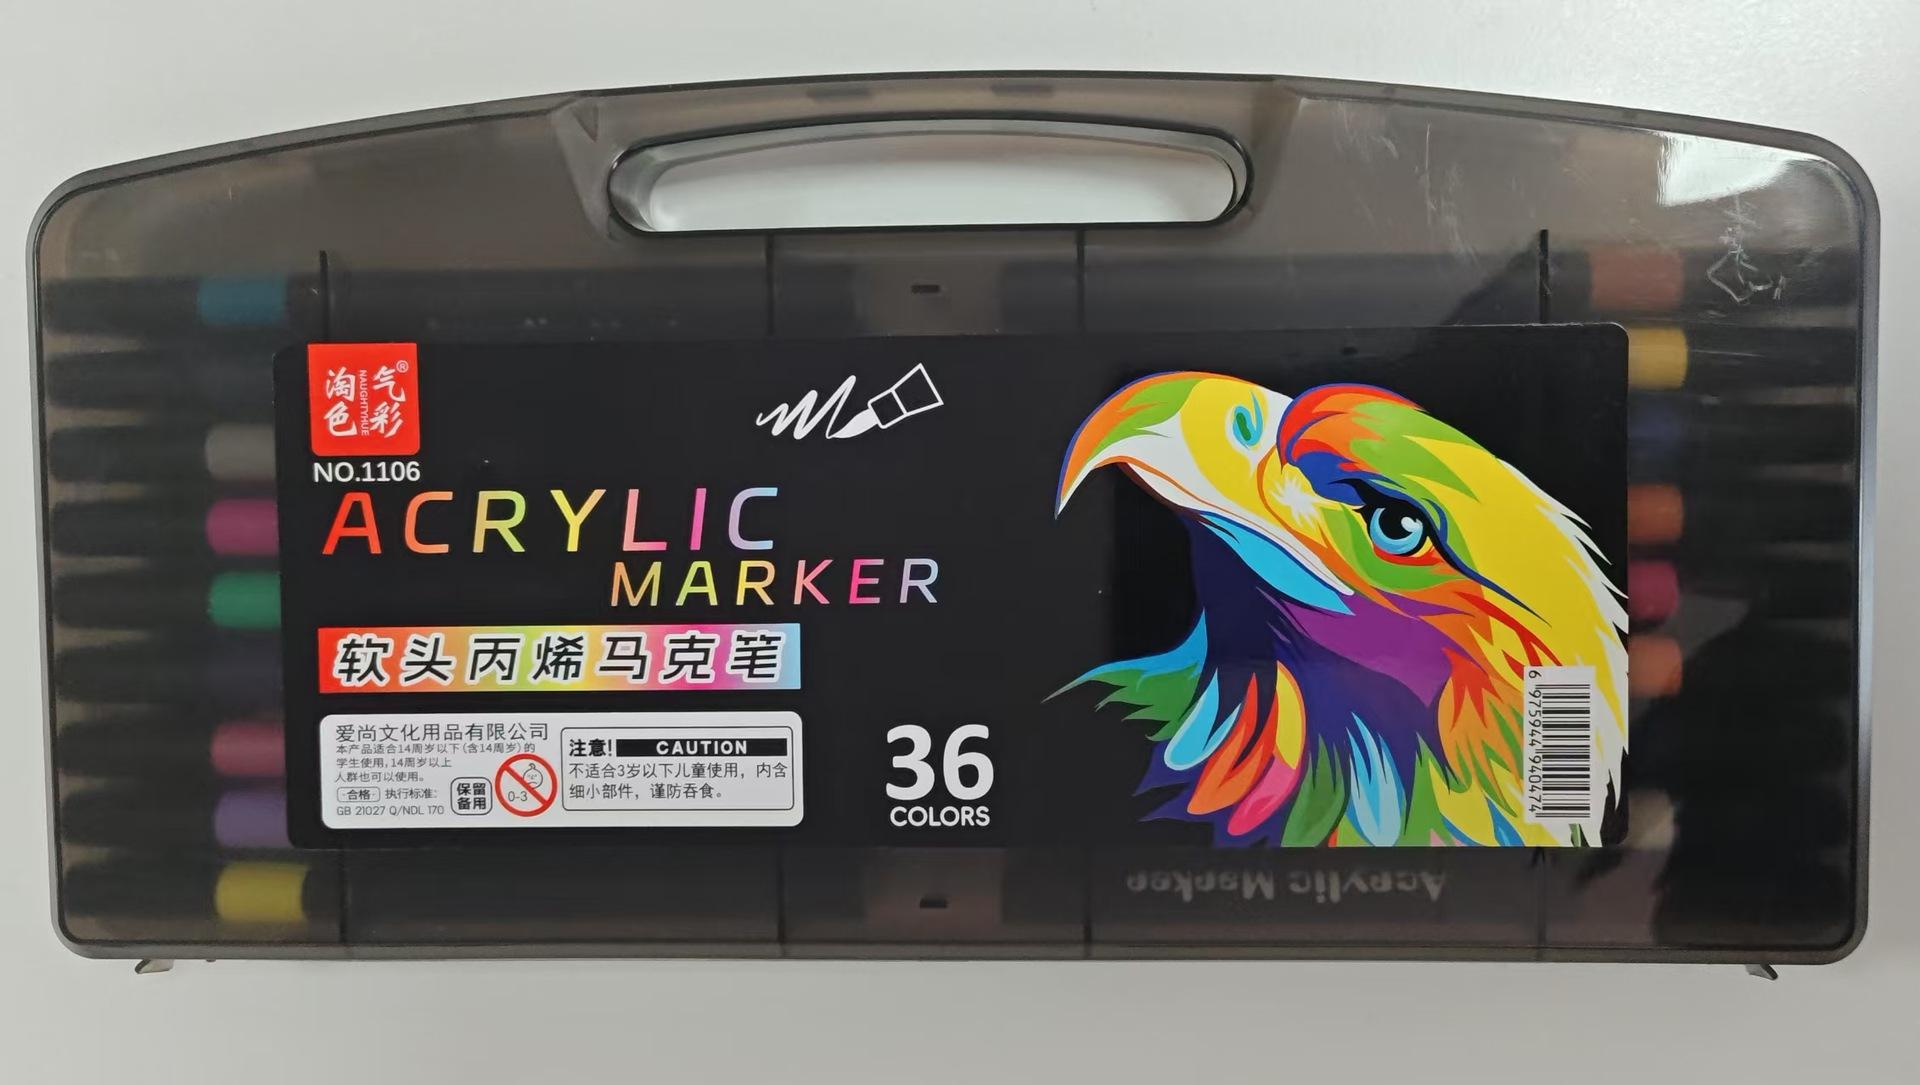 淘气
色彩
®
NAUGHTYHUE
NO.1106
ACRYLIC
MARKER
软头丙烯马克笔
爱尚文化用品有限公司
本产品适合14周岁以下(含14周岁)的
学生使用,14周岁以上
人群也可以使用。
合格 执行标准:
GB 21027 Q/NDL 170
保留
备用
0-3
注意! CAUTION
不适合3岁以下儿童使用，内含
细小部件，谨防吞食。
36
COLORS
6 975944 940474
Acrylic Marker